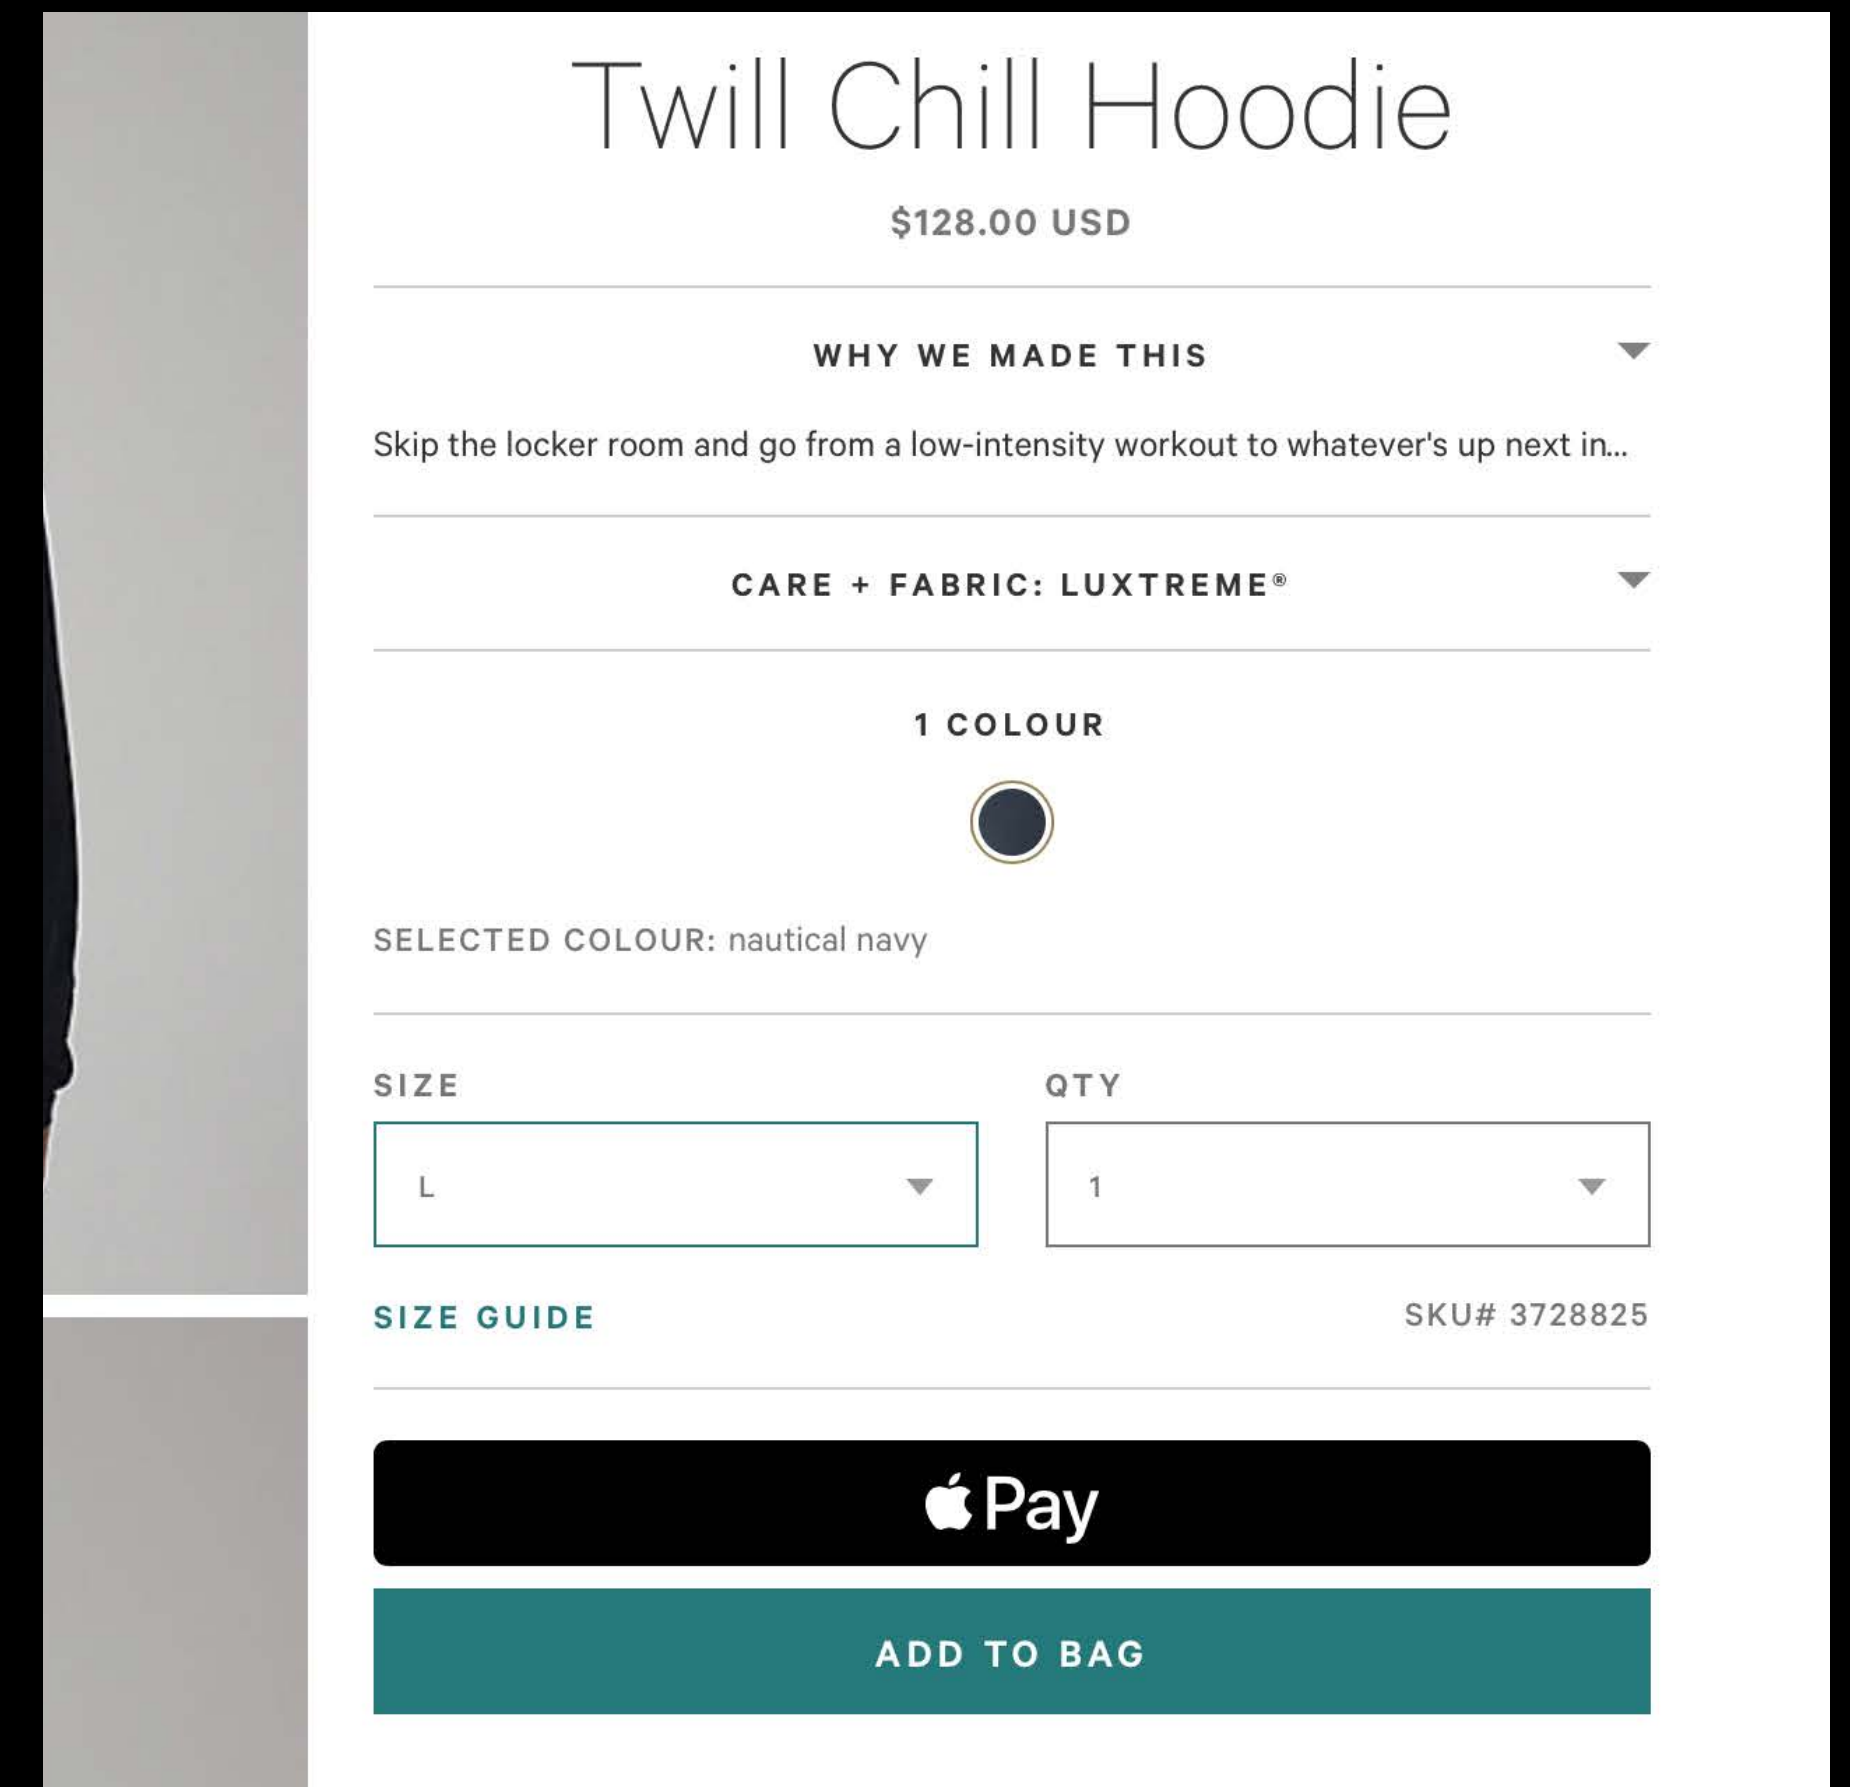 Twill Chill Hoodie
$128.00 USD
WHY WE MADE THIS
Skip the locker room and go from a low-intensity workout to whatever's up next in...
CARE + FABRIC: LUXTREME®
1 COLOUR
SELECTED COLOUR: nautical navy
SIZE
QTY
L
1
SIZE GUIDE
SKU# 3728825
Pay
ADD TO BAG